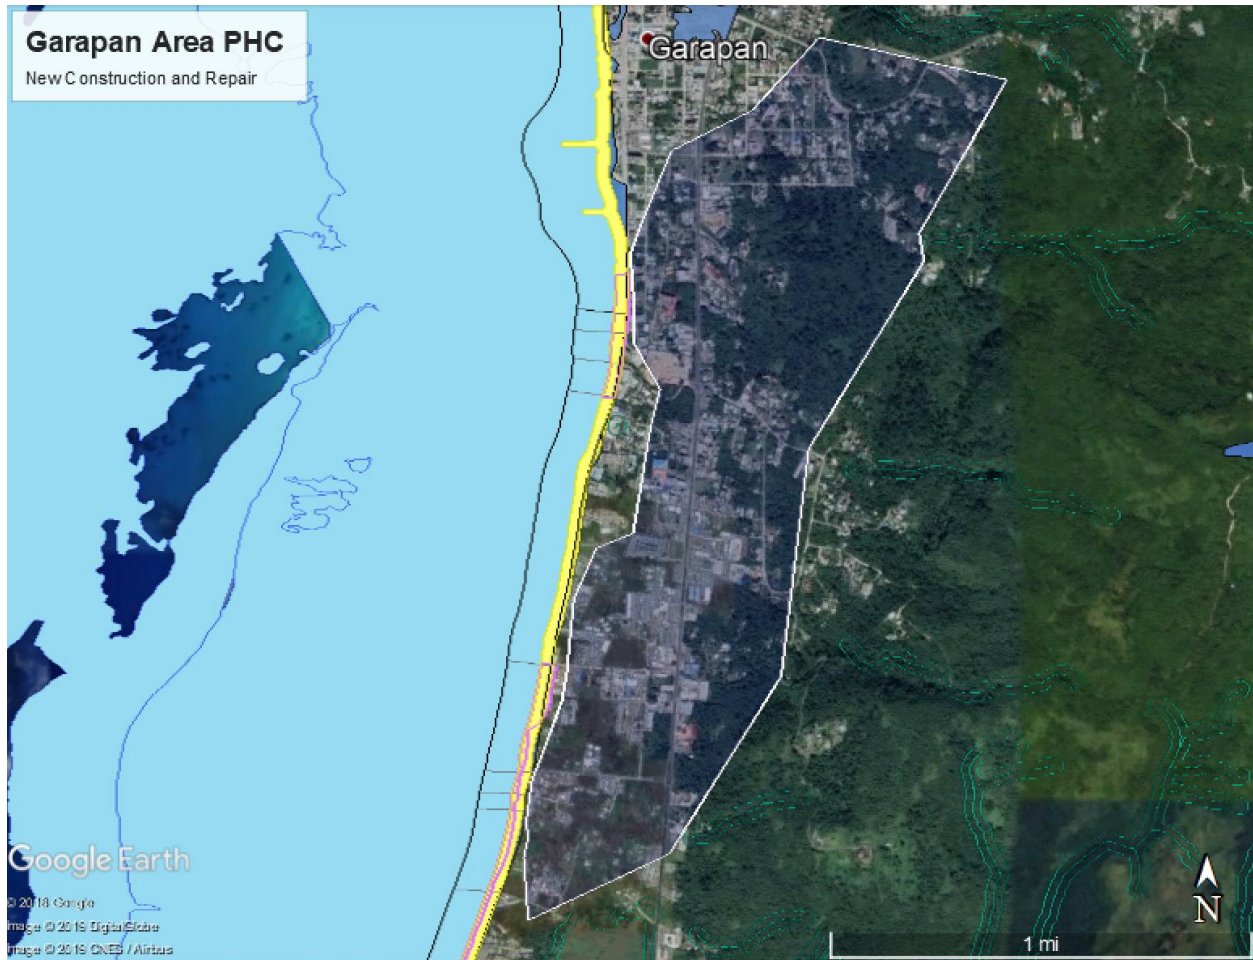 Garapan Area PHC
New Construction and Repair
Garapan
Google Earth
© 2018 Google
Image © 2019 DigitalGlobe
Image © 2019 CNES / Airbus
N
1 mi